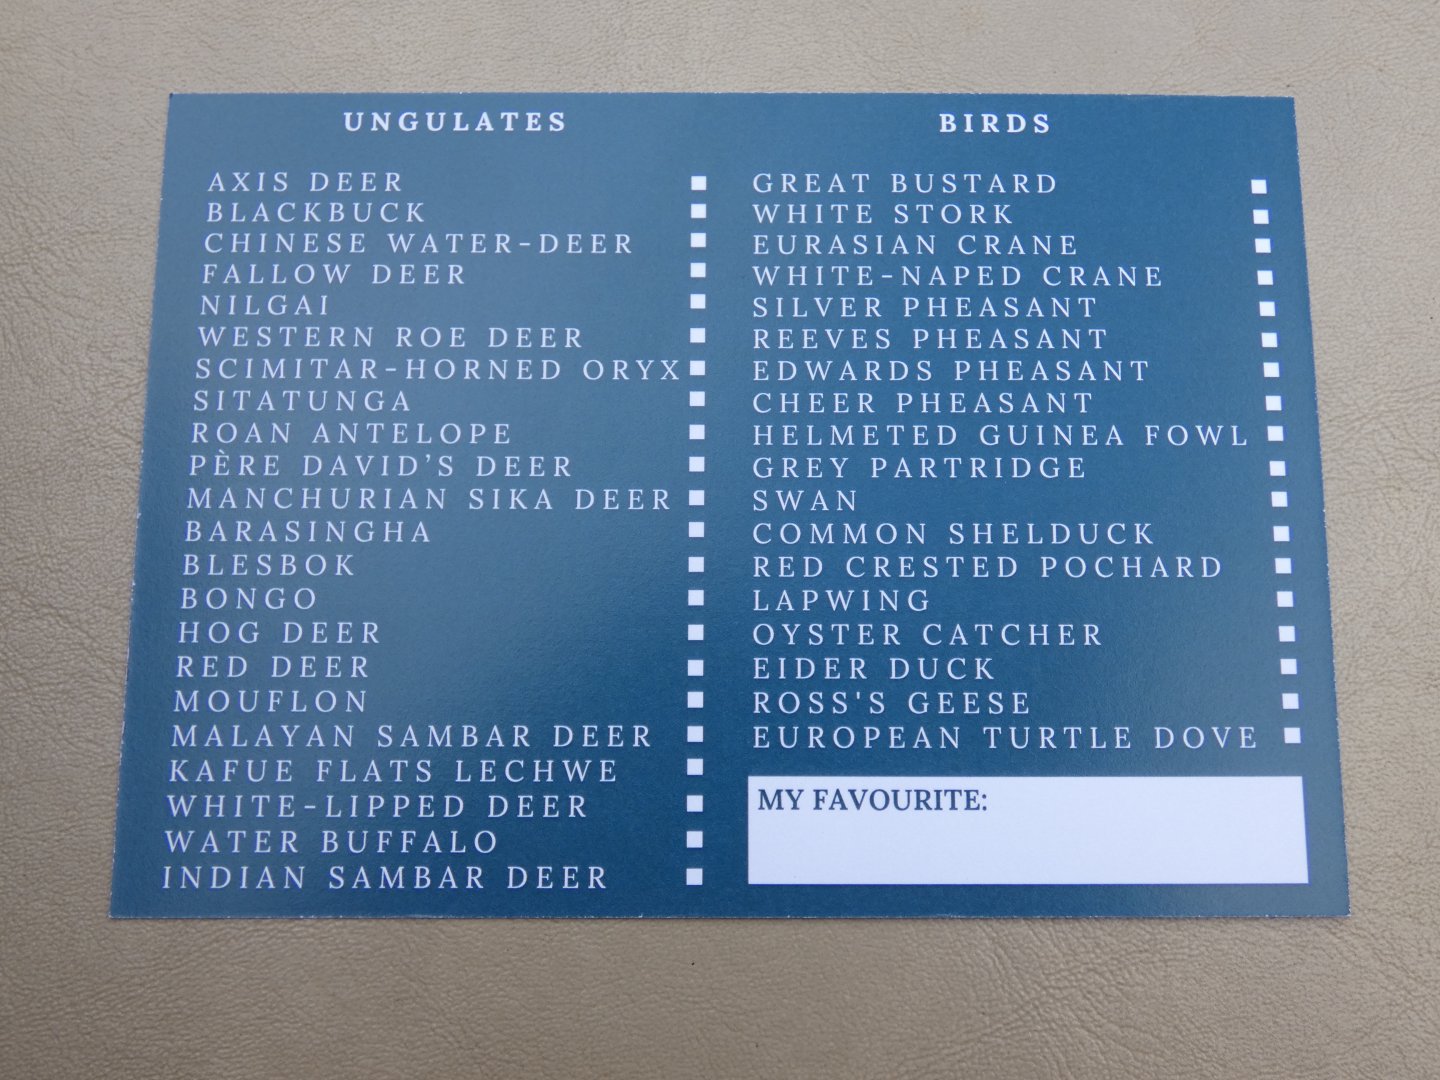 UNGULATES
AXIS DEER
BLACKBUCK
CHINESE WATER-DEER
FALLOW DEER
NILGAI
WESTERN ROE DEER
SCIMITAR-HORNED ORYX
SITATUNGA
ROAN ANTELOPE
PÈRE DAVID'S DEER
MANCHURIAN SIKA DEER
BARASINGHA
BLESBOK
BONGO
HOG DEER
RED DEER
MOUFLON
MALAYAN SAMBAR DEER
KAFUE FLATS LECHWE
WHITE-LIPPED DEER
WATER BUFFALO
INDIAN SAMBAR DEER
BIRDS
GREAT BUSTARD
WHITE STORK
EURASIAN CRANE
WHITE-NAPED CRANE
SILVER PHEASANT
REEVES PHEASANT
EDWARDS PHEASANT
CHEER PHEASANT
HELMETED GUINEA FOWL
GREY PARTRIDGE
SWAN
COMMON SHELDUCK
RED CRESTED POCHARD
LAPWING
OYSTER CATCHER
EIDER DUCK
ROSS'S GEESE
EUROPEAN TURTLE DOVE
MY FAVOURITE: